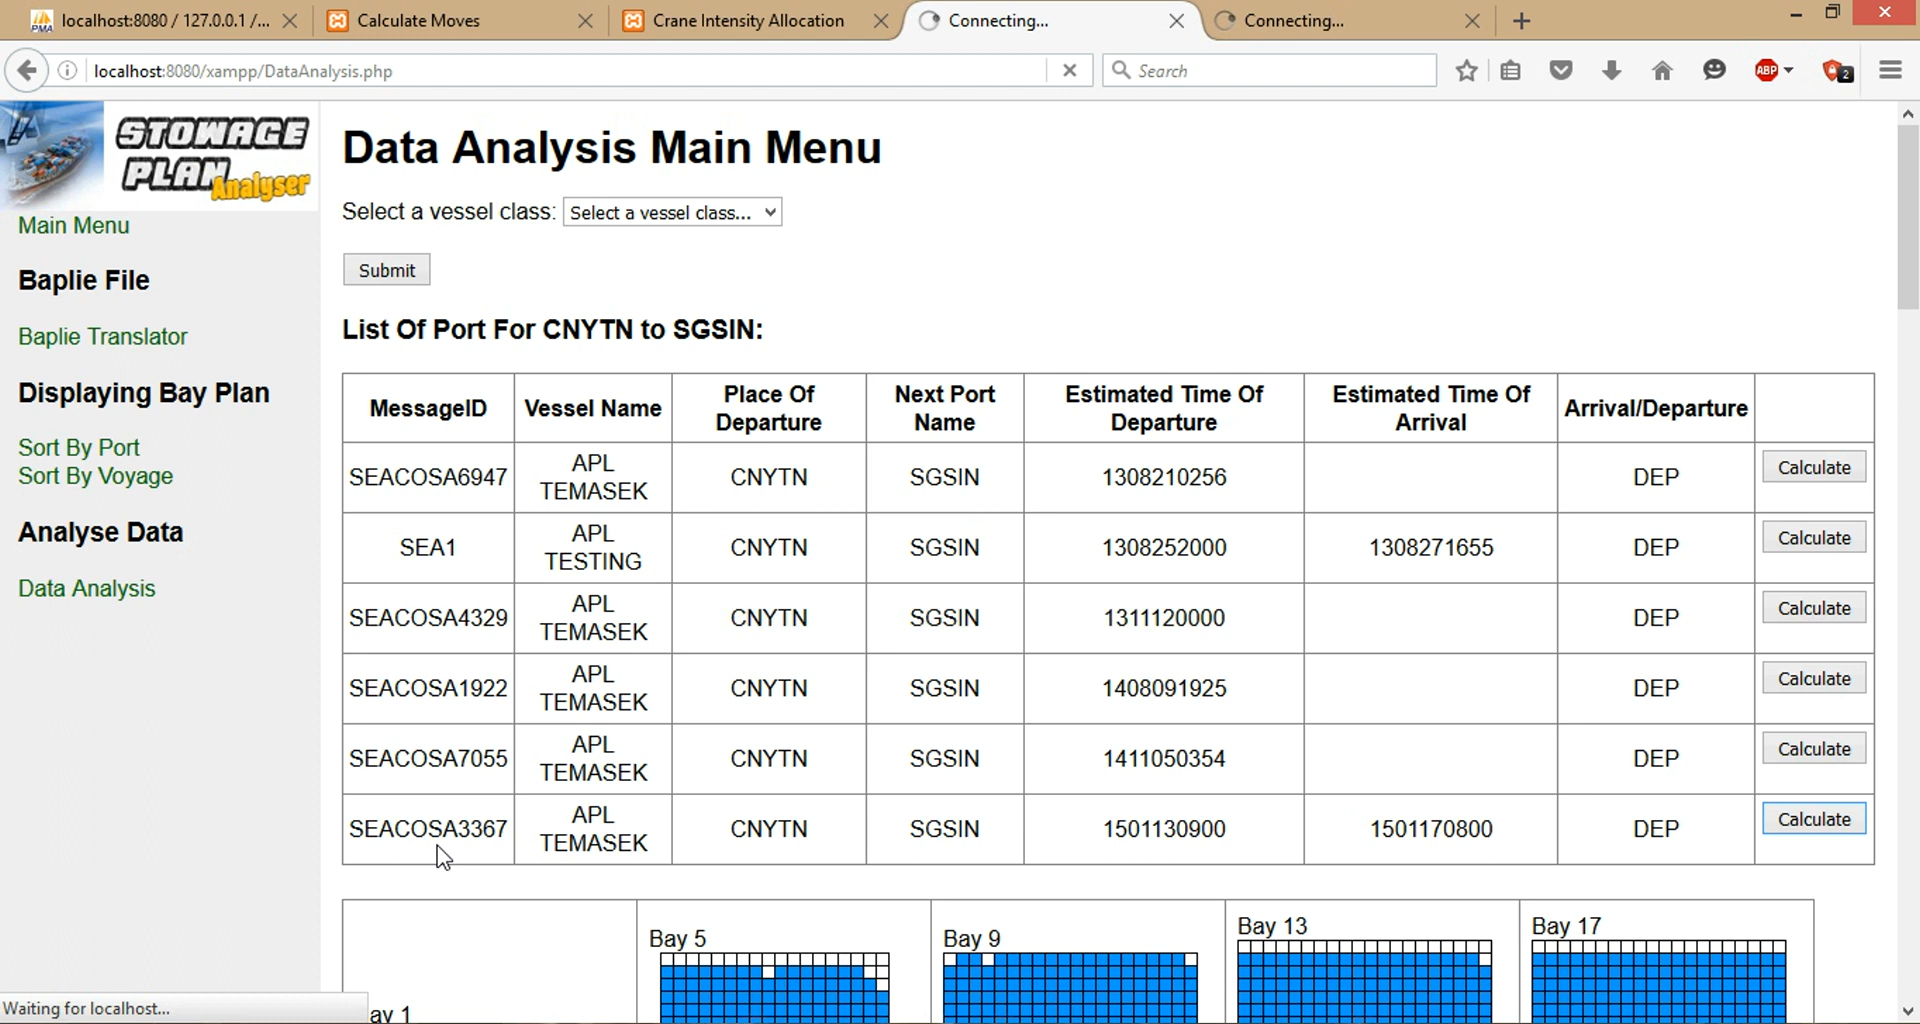 localhost:8080 / 127.0.0.1 /...
Calculate Moves
Crane Intensity Allocation
Connecting...
Connecting...
localhost:8080/xampp/DataAnalysis.php
Search
ABP
2
STOWAGE
PLAN Analyser
Main Menu
Baplie File
Baplie Translator
Displaying Bay Plan
Sort By Port
Sort By Voyage
Analyse Data
Data Analysis
Data Analysis Main Menu
Select a vessel class: Select a vessel class...
Submit
List Of Port For CNYTN to SGSIN:
MessageID Vessel Name Place Of Departure Next Port Name Estimated Time Of Departure Estimated Time Of Arrival Arrival/Departure
SEACOSA6947 APL TEMASEK CNYTN SGSIN 1308210256 DEP Calculate
SEA1 APL TESTING CNYTN SGSIN 1308252000 1308271655 DEP Calculate
SEACOSA4329 APL TEMASEK CNYTN SGSIN 1311120000 DEP Calculate
SEACOSA1922 APL TEMASEK CNYTN SGSIN 1408091925 DEP Calculate
SEACOSA7055 APL TEMASEK CNYTN SGSIN 1411050354 DEP Calculate
SEACOSA3367 APL TEMASEK CNYTN SGSIN 1501130900 1501170800 DEP Calculate
Bay 5
Bay 9
Bay 13
Bay 17
ay 1
Waiting for localhost...
PMA